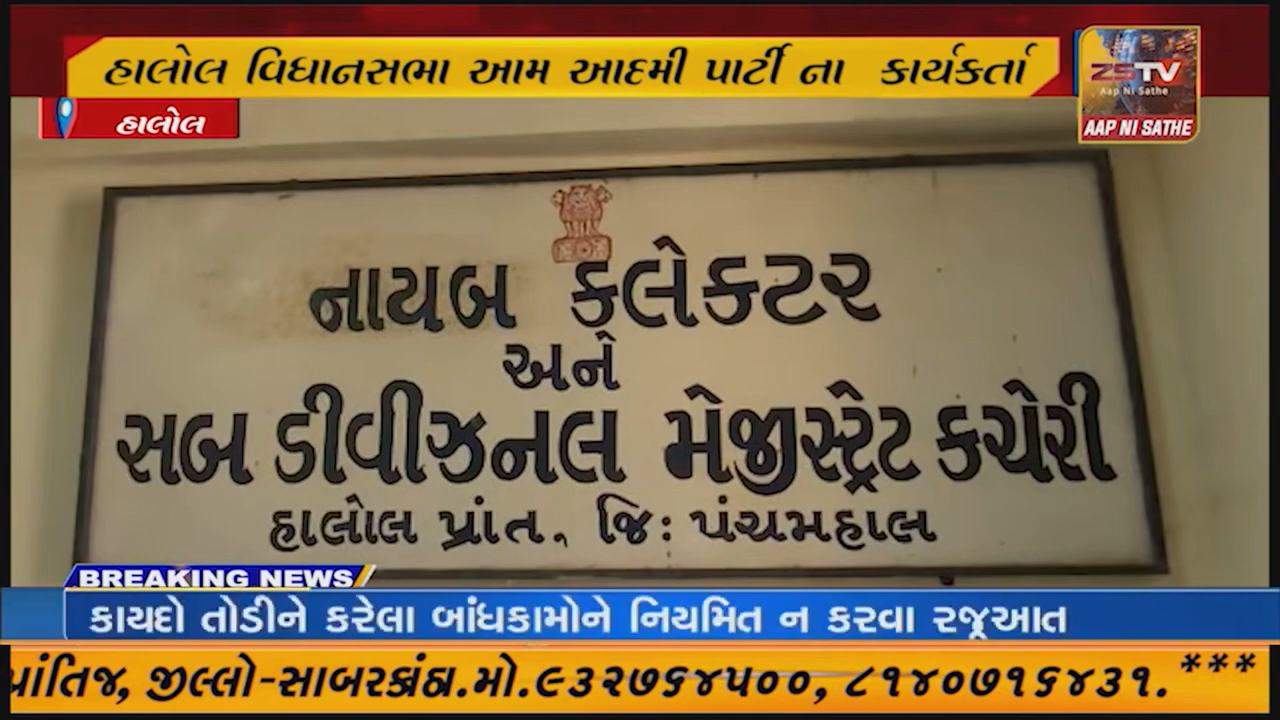 હાલોલ વિધાનસભા આમ આદમી પાર્ટી ના કાર્યકર્તા
ZSTV
Aap Ni Sathe
AAP NI SATHE
હાલોલ
નાયબ કલેકટર
અને
સબ ડીવીઝનલ મેજીસ્ટ્રેટ કચેરી
હાલોલ પ્રાંત. જિ: પંચમહાલ
BREAKING NEWS
કાયદો તોડીને કરેલા બાંધકામોને નિયમિત ન કરવા રજૂઆત
પ્રાંતિજ, જીલ્લો-સાબરકાંઠા.મો.૯૩૨૭૬૪૫૦૦, ૮૧૪૦૭૧૬૪૩૧. ***